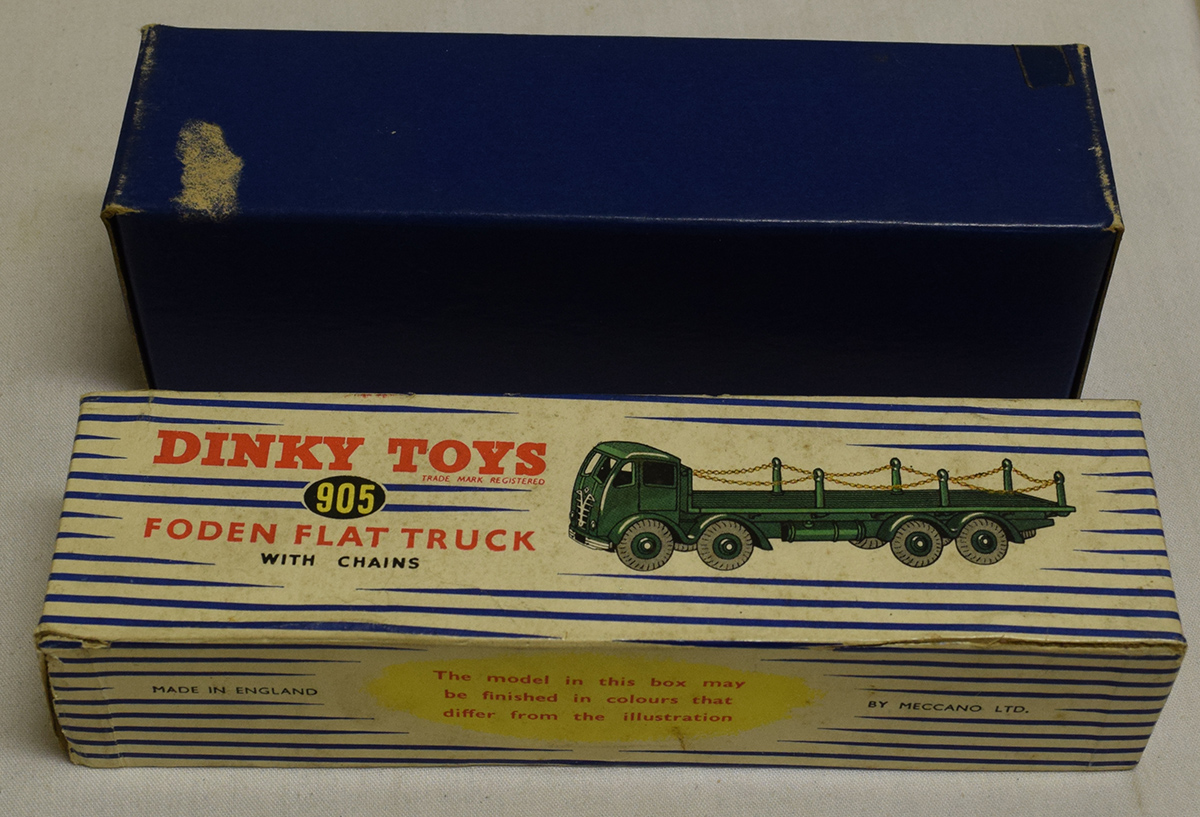 DINKY TOYS
TRADE MARK REGISTERED
905
FODEN FLAT TRUCK
WITH CHAINS
MADE IN ENGLAND
The model in this box may
be finished in colours that
differ from the illustration
BY MECCANO LTD.